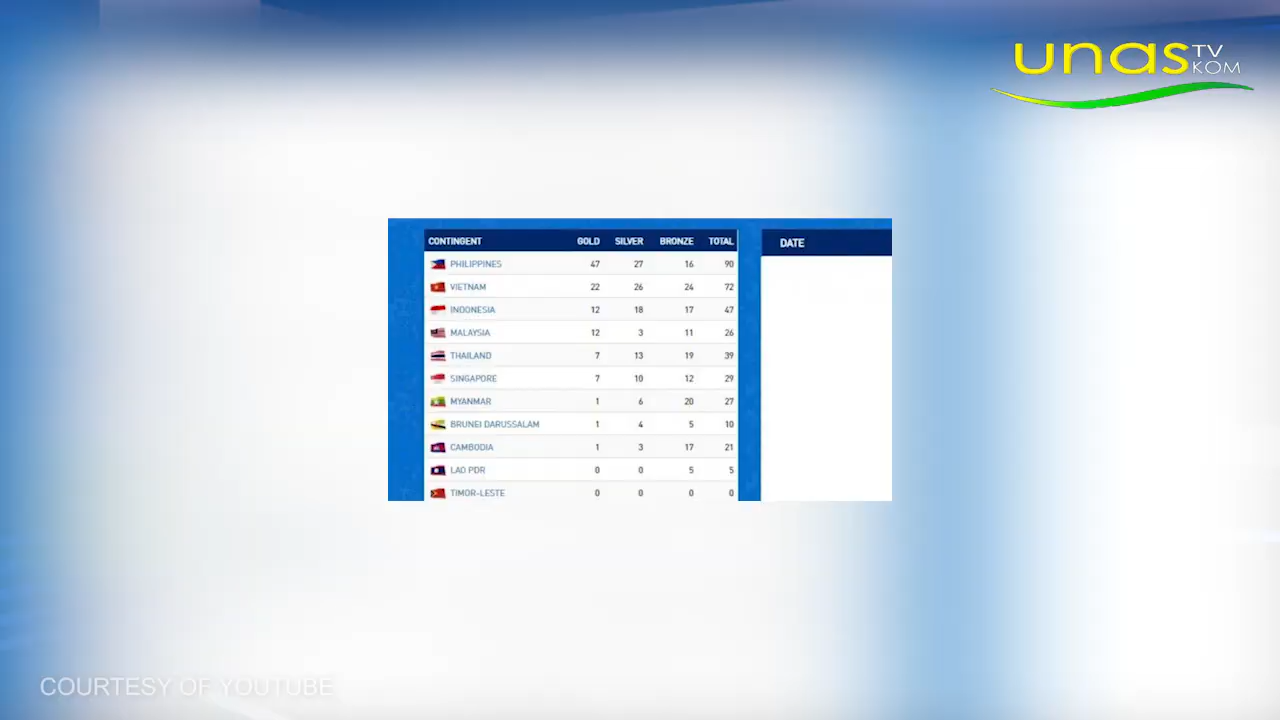 unas TV
KOM
CONTINGENT GOLD SILVER BRONZE TOTAL
PHILIPPINES 47 27 16 90
VIETNAM 22 26 24 72
INDONESIA 12 18 17 47
MALAYSIA 12 3 11 26
THAILAND 7 13 19 39
SINGAPORE 7 10 12 29
MYANMAR 1 6 20 27
BRUNEI DARUSSALAM 1 4 5 10
CAMBODIA 1 3 17 21
LAO PDR 0 0 5 5
TIMOR-LESTE 0 0 0 0
DATE
COURTESY OF YOUTUBE